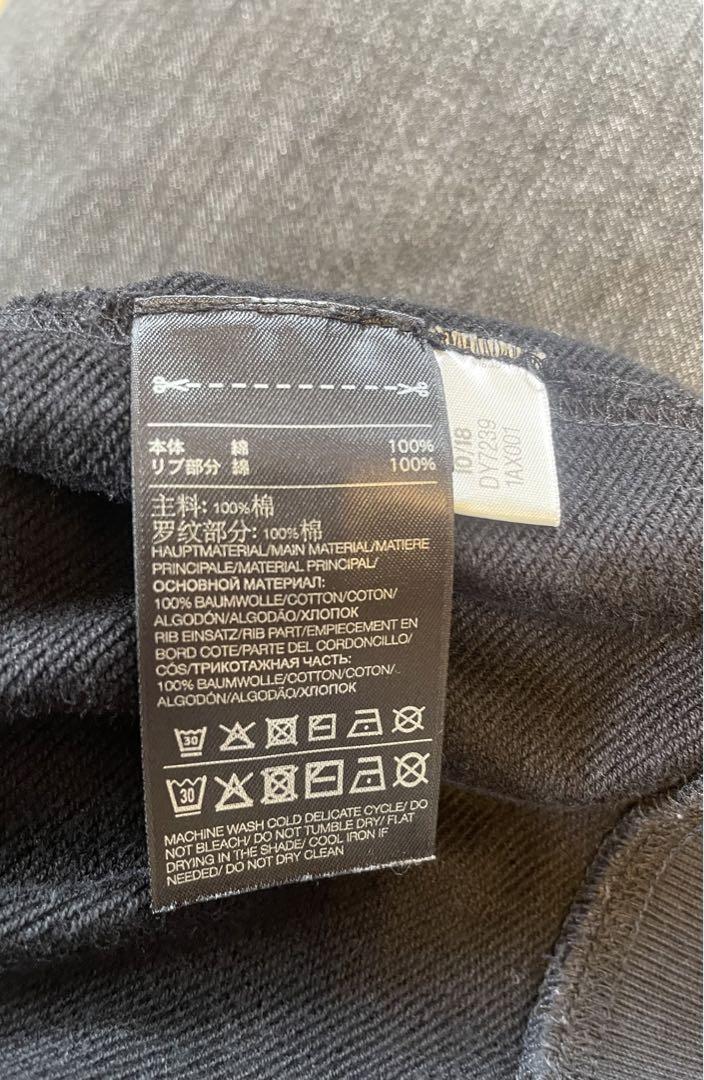 本体 綿 100%
リブ部分 綿 100%
主料: 100%棉
罗纹部分: 100%棉
HAUPTMATERIAL/MAIN MATERIAL/MATIERE
PRINCIPALE/MATERIAL PRINCIPAL/
ОСНОВНОЙ МАТЕРИАЛ:
100% BAUMWOLLE/COTTON/COTON/
ALGODÓN/ALGODÃO/ХЛОПОК
RIB EINSATZ/RIB PART/EMPIECEMENT EN
BORD COTE/PARTE DEL CORDONCILLO/
CÓS/ТРИКОТАЖНАЯ ЧАСТЬ:
100% BAUMWOLLE/COTTON/COTON/
ALGODÓN/ALGODÃO/ХЛОПОК
30
30
MACHINE WASH COLD DELICATE CYCLE/ DO
NOT BLEACH/ DO NOT TUMBLE DRY/ FLAT
DRYING IN THE SHADE/ COOL IRON IF
NEEDED/ DO NOT DRY CLEAN
10/18
DY7239
1AX001